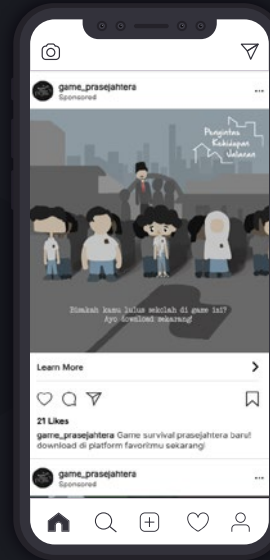 game_prasejahtera
Sponsored
Pengintas
Kehidupan
Jalanan
Bisakah kamu lulus sekolah di game ini?
Ayo download sekarang!
Learn More
21 Likes
game_prasejahtera Game survival prasejahtera baru!
download di platform favoritmu sekarang!
game_prasejahtera
Sponsored